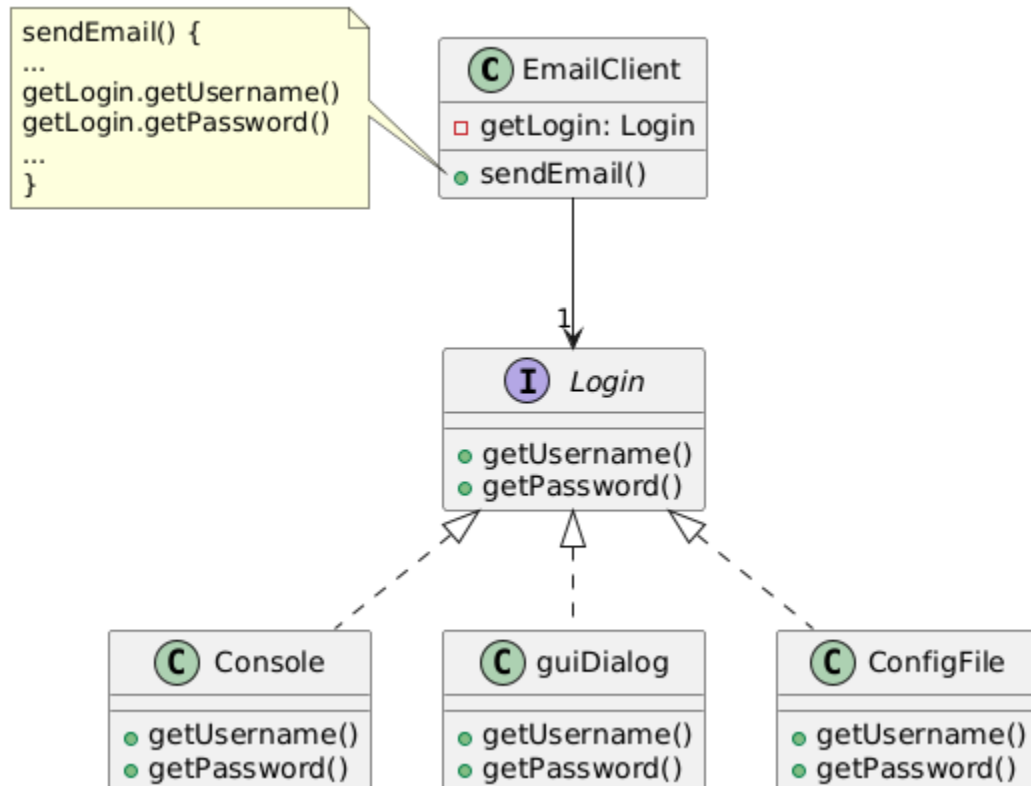 sendEmail() {
...
getLogin.getUsername()
getLogin.getPassword()
...
}
C EmailClient
getLogin: Login
sendEmail()
1
I Login
getUsername()
getPassword()
C Console
getUsername()
getPassword()
C guiDialog
getUsername()
getPassword()
C ConfigFile
getUsername()
getPassword()